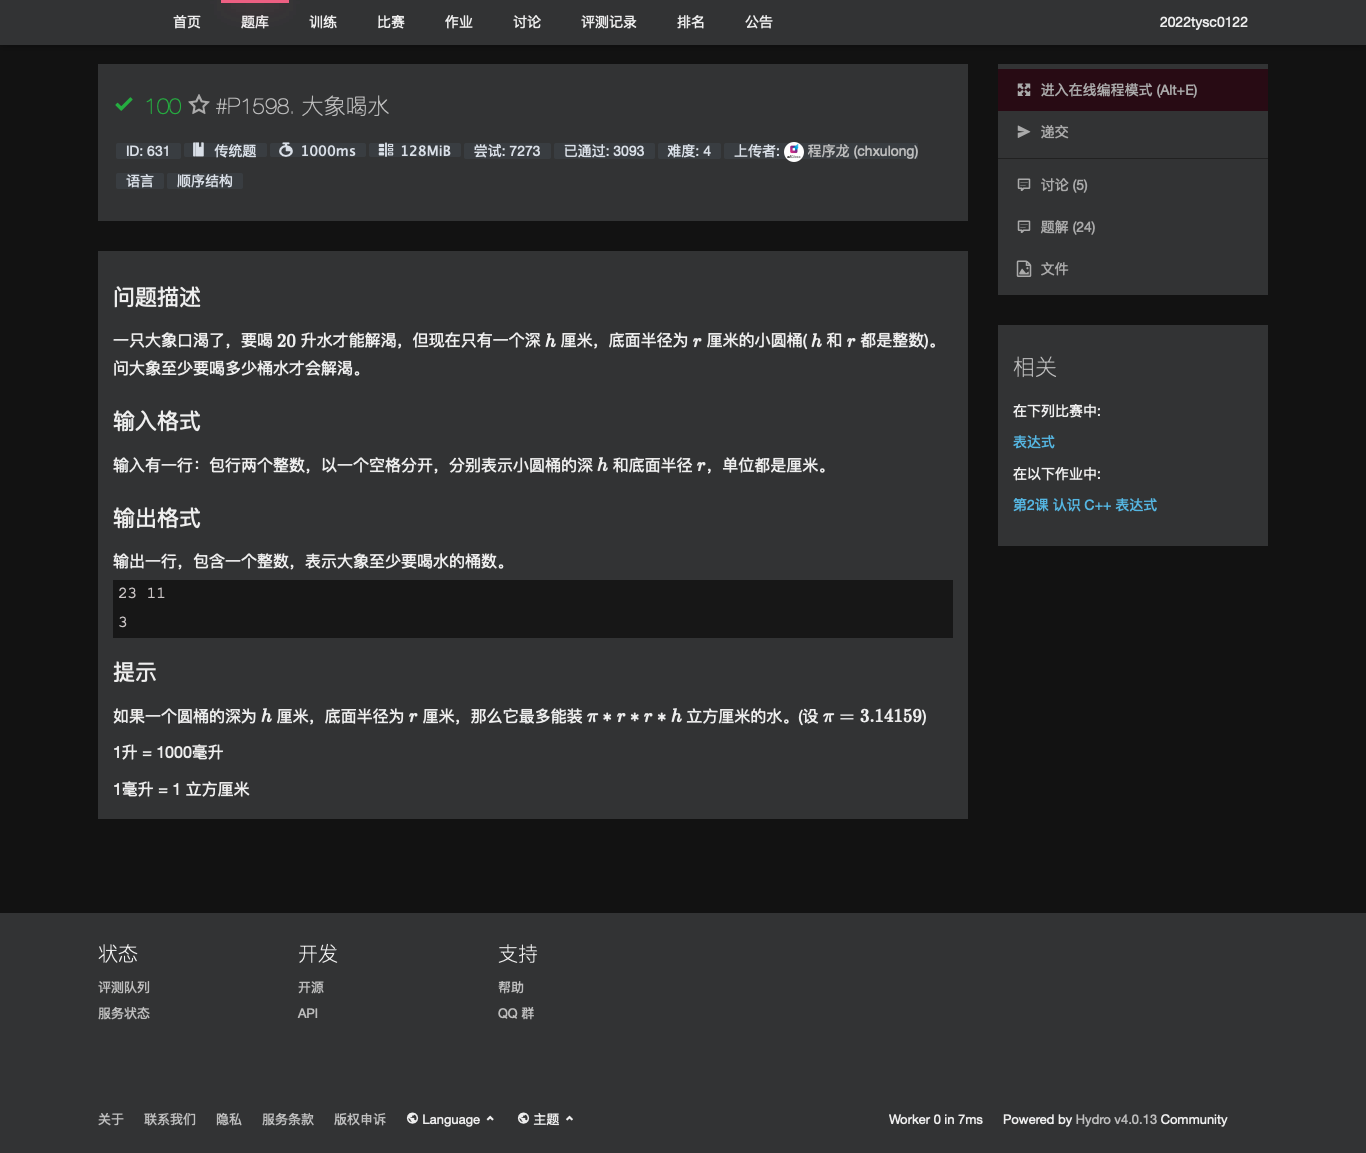 首页 题库 训练 比赛 作业 讨论 评测记录 排名 公告 2022tysc0122
100 #P1598. 大象喝水
ID: 631 传统题 1000ms 128MiB 尝试: 7273 已通过: 3093 难度: 4 上传者: 程序龙 (chxulong)
语言 顺序结构
问题描述
一只大象口渴了，要喝 20 升水才能解渴，但现在只有一个深 h 厘米，底面半径为 r 厘米的小圆桶( h 和 r 都是整数)。
问大象至少要喝多少桶水才会解渴。
输入格式
输入有一行：包行两个整数，以一个空格分开，分别表示小圆桶的深 h 和底面半径 r，单位都是厘米。
输出格式
输出一行，包含一个整数，表示大象至少要喝水的桶数。
23 11
3
提示
如果一个圆桶的深为 h 厘米，底面半径为 r 厘米，那么它最多能装 π ∗ r ∗ r ∗ h 立方厘米的水。(设 π = 3.14159)
1升 = 1000毫升
1毫升 = 1 立方厘米
进入在线编程模式 (Alt+E)
递交
讨论 (5)
题解 (24)
文件
相关
在下列比赛中:
表达式
在以下作业中:
第2课 认识 C++ 表达式
状态
评测队列
服务状态
开发
开源
API
支持
帮助
QQ 群
关于 联系我们 隐私 服务条款 版权申诉 Language 主题 Worker 0 in 7ms Powered by Hydro v4.0.13 Community